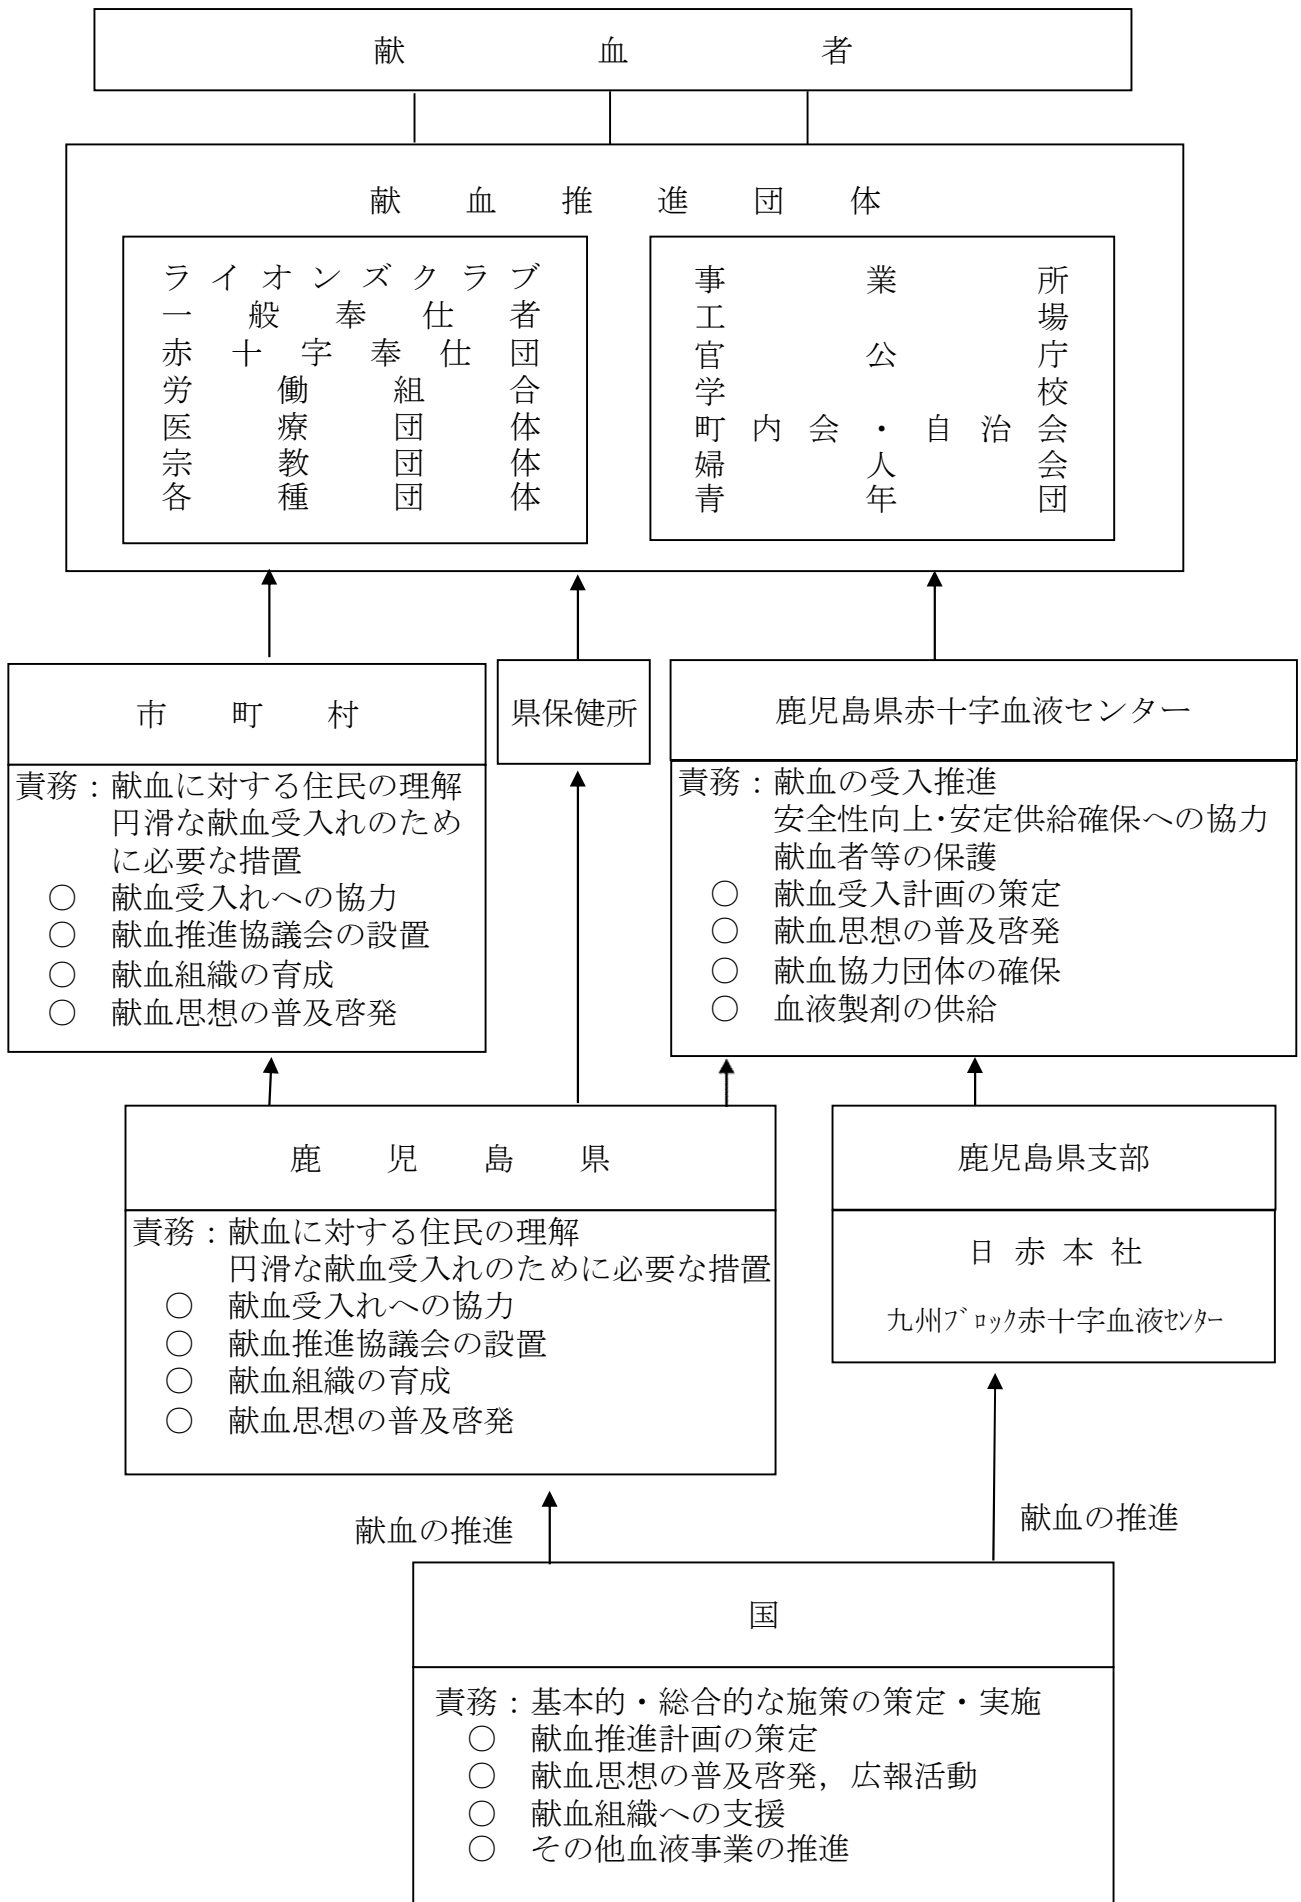 献血者
献血推進団体
ライオンズクラブ
一般奉仕者
赤十字奉仕団
労働組合
医療団体
宗教団体
各種団体
事業所
工場
官公庁
学校
町内会・自治会
婦人会
青年団
市町村
責務：献血に対する住民の理解
円滑な献血受入れのため
に必要な措置
○ 献血受入れへの協力
○ 献血推進協議会の設置
○ 献血組織の育成
○ 献血思想の普及啓発
県保健所
鹿児島県赤十字血液センター
責務：献血の受入推進
安全性向上・安定供給確保への協力
献血者等の保護
○ 献血受入計画の策定
○ 献血思想の普及啓発
○ 献血協力団体の確保
○ 血液製剤の供給
鹿児島県
責務：献血に対する住民の理解
円滑な献血受入れのために必要な措置
○ 献血受入れへの協力
○ 献血推進協議会の設置
○ 献血組織の育成
○ 献血思想の普及啓発
鹿児島県支部
日赤本社
九州ﾌﾞﾛｯｸ赤十字血液ｾﾝﾀｰ
献血の推進
献血の推進
国
責務：基本的・総合的な施策の策定・実施
○ 献血推進計画の策定
○ 献血思想の普及啓発，広報活動
○ 献血組織への支援
○ その他血液事業の推進